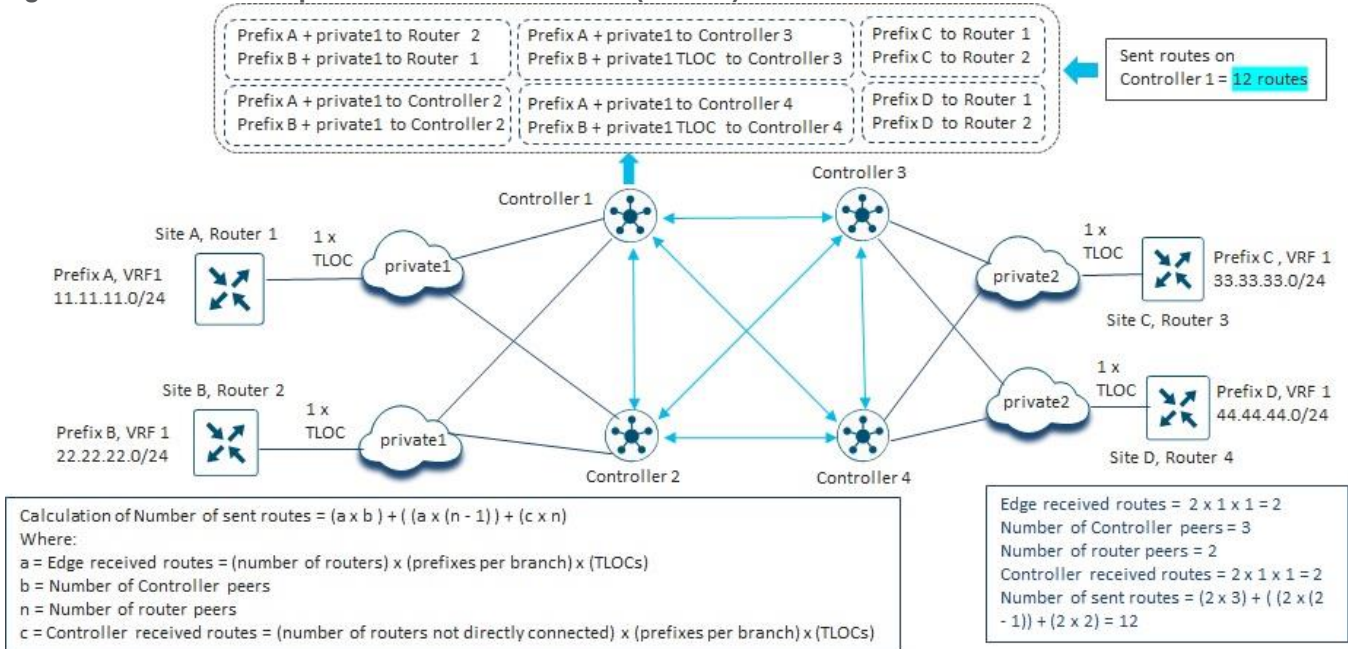 Prefix A + private1 to Router 2
Prefix B + private1 to Router 1
Prefix A + private1 to Controller 3
Prefix B + private1 TLOC to Controller 3
Prefix C to Router 1
Prefix C to Router 2
Prefix A + private1 to Controller 2
Prefix B + private1 to Controller 2
Prefix A + private1 to Controller 4
Prefix B + private1 TLOC to Controller 4
Prefix D to Router 1
Prefix D to Router 2
Sent routes on
Controller 1 = 12 routes
Controller 1
Controller 3
Site A, Router 1
1 x
TLOC
private1
Prefix A, VRF1
11.11.11.0/24
private2
1 x
TLOC
Prefix C , VRF 1
33.33.33.0/24
Site C, Router 3
Site B, Router 2
1 x
TLOC
private1
Prefix B, VRF 1
22.22.22.0/24
private2
1 x
TLOC
Prefix D, VRF 1
44.44.44.0/24
Site D, Router 4
Controller 2
Controller 4
Calculation of Number of sent routes = (a x b ) + ( (a x (n - 1)) + (c x n)
Where:
a = Edge received routes = (number of routers) x (prefixes per branch) x (TLOCs)
b = Number of Controller peers
n = Number of router peers
c = Controller received routes = (number of routers not directly connected) x (prefixes per branch) x (TLOCs)
Edge received routes = 2 x 1 x 1 = 2
Number of Controller peers = 3
Number of router peers = 2
Controller received routes = 2 x 1 x 1 = 2
Number of sent routes = (2 x 3) + ( (2 x (2
- 1)) + (2 x 2) = 12